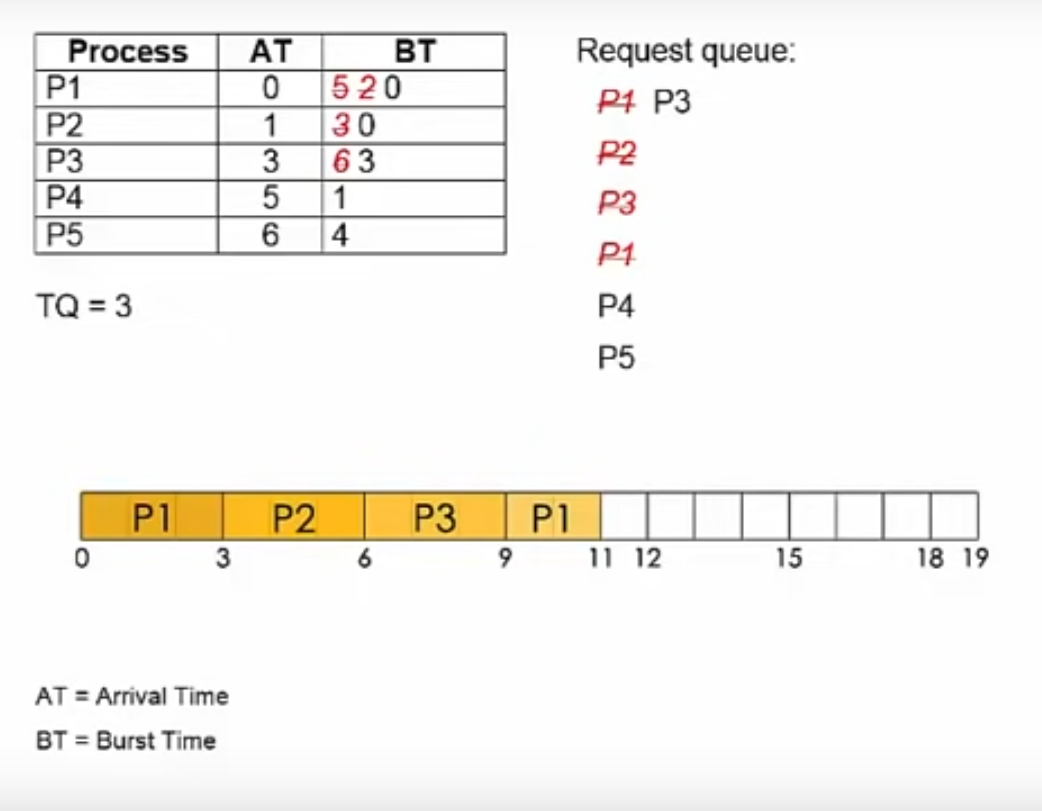 Process AT BT
P1 0 5 2 0
P2 1 3 0
P3 3 6 3
P4 5 1
P5 6 4
TQ = 3
Request queue:
P1 P3
P2
P3
P1
P4
P5
P1 P2 P3 P1
0 3 6 9 11 12 15 18 19
AT = Arrival Time
BT = Burst Time